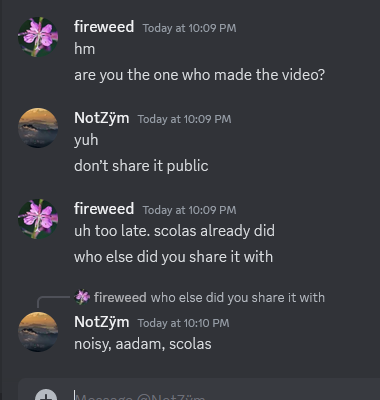 fireweed Today at 10:09 PM
hm
are you the one who made the video?
NotZÿm Today at 10:09 PM
yuh
don't share it public
fireweed Today at 10:09 PM
uh too late. scolas already did
who else did you share it with
fireweed who else did you share it with
NotZÿm Today at 10:10 PM
noisy, aadam, scolas
Message @NotZÿm